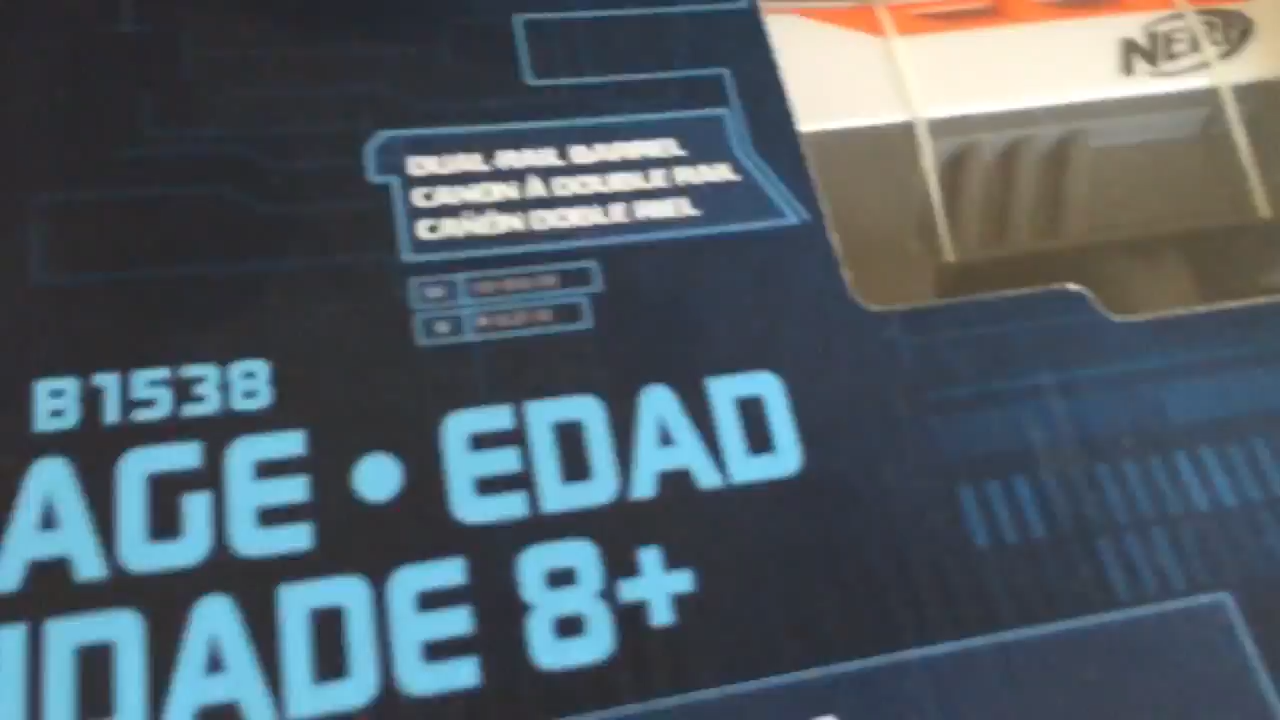 NERF
DUAL-RAIL BARREL
CANON À DOUBLE RAIL
CAÑÓN DOBLE RIEL
B1538
AGE • EDAD
IDADE 8+